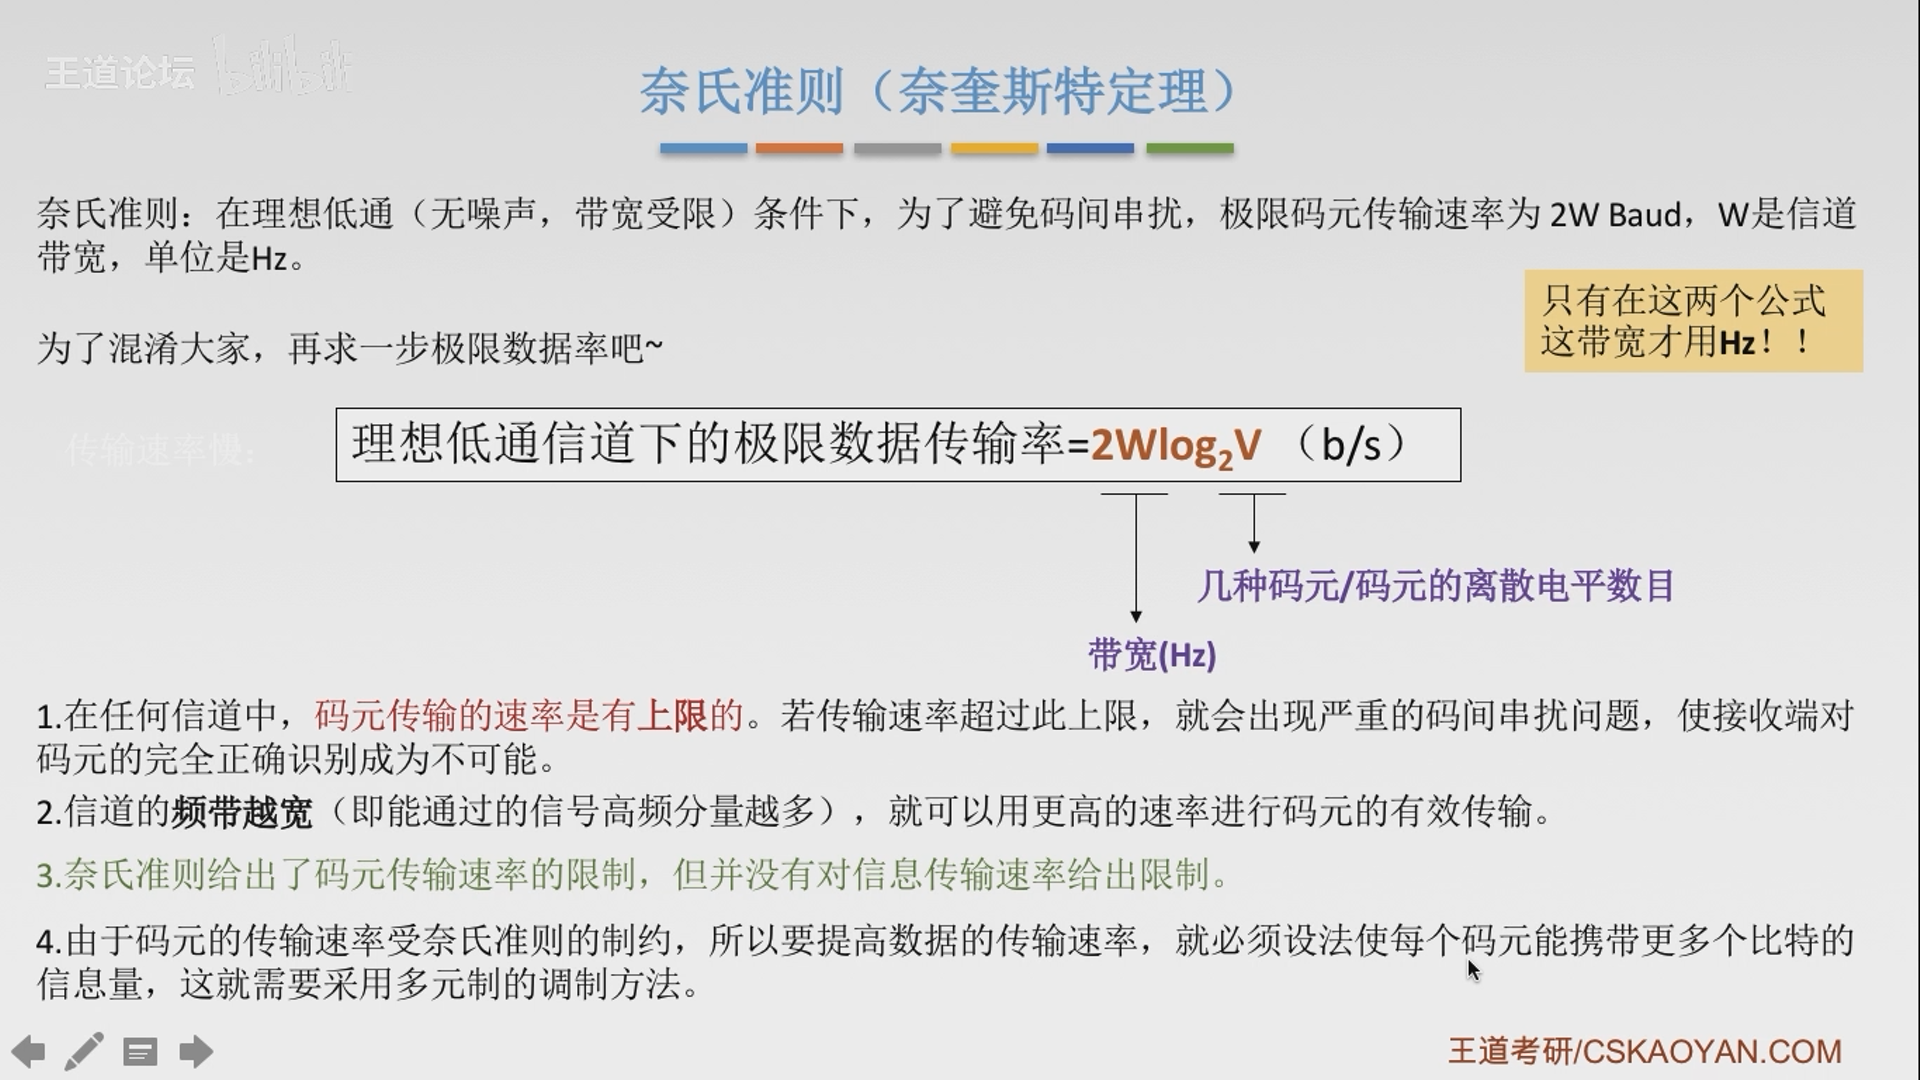 王道论坛 bilibili
奈氏准则（奈奎斯特定理）
奈氏准则：在理想低通（无噪声，带宽受限）条件下，为了避免码间串扰，极限码元传输速率为 2W Baud，W是信道
带宽，单位是Hz。
只有在这两个公式
这带宽才用Hz！！
为了混淆大家，再求一步极限数据率吧~
传输速率慢：
理想低通信道下的极限数据传输率=2Wlog₂V （b/s）
几种码元/码元的离散电平数目
带宽(Hz)
1.在任何信道中，码元传输的速率是有上限的。若传输速率超过此上限，就会出现严重的码间串扰问题，使接收端对
码元的完全正确识别成为不可能。
2.信道的频带越宽（即能通过的信号高频分量越多），就可以用更高的速率进行码元的有效传输。
3.奈氏准则给出了码元传输速率的限制，但并没有对信息传输速率给出限制。
4.由于码元的传输速率受奈氏准则的制约，所以要提高数据的传输速率，就必须设法使每个码元能携带更多个比特的
信息量，这就需要采用多元制的调制方法。
王道考研/CSKAOYAN.COM